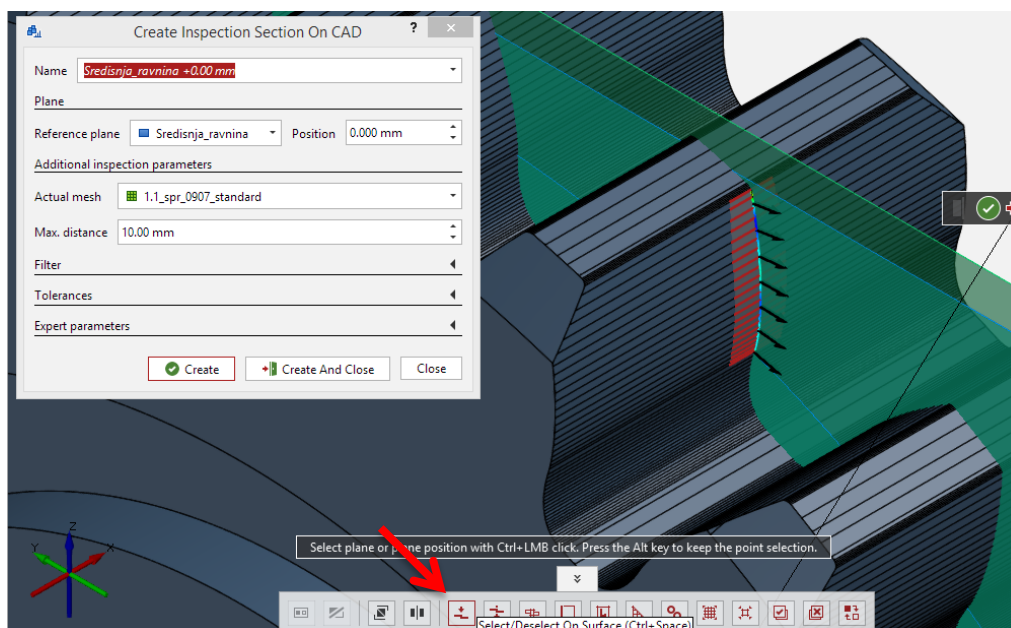 Create Inspection Section On CAD
?
Name Sredisnja_ravnina +0.00 mm
Plane
Reference plane Sredisnja_ravnina Position 0.000 mm
Additional inspection parameters
Actual mesh 1.1_spr_0907_standard
Max. distance 10.00 mm
Filter
Tolerances
Expert parameters
Create Create And Close Close
Z
Y X
Select plane or plane position with Ctrl+LMB click. Press the Alt key to keep the point selection.
Select/Deselect On Surface (Ctrl+Space)